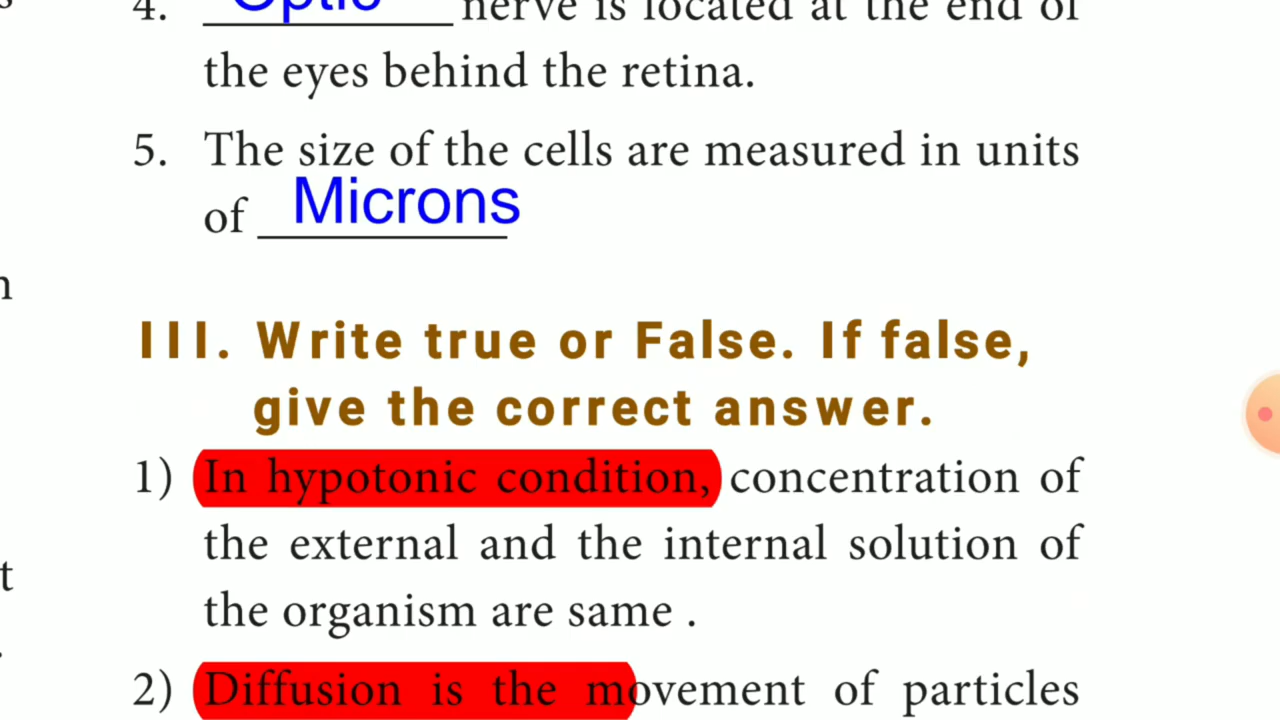 4. Optic nerve is located at the end of
the eyes behind the retina.
5. The size of the cells are measured in units
of Microns
III. Write true or False. If false,
give the correct answer.
1) In hypotonic condition, concentration of
the external and the internal solution of
the organism are same .
2) Diffusion is the movement of particles